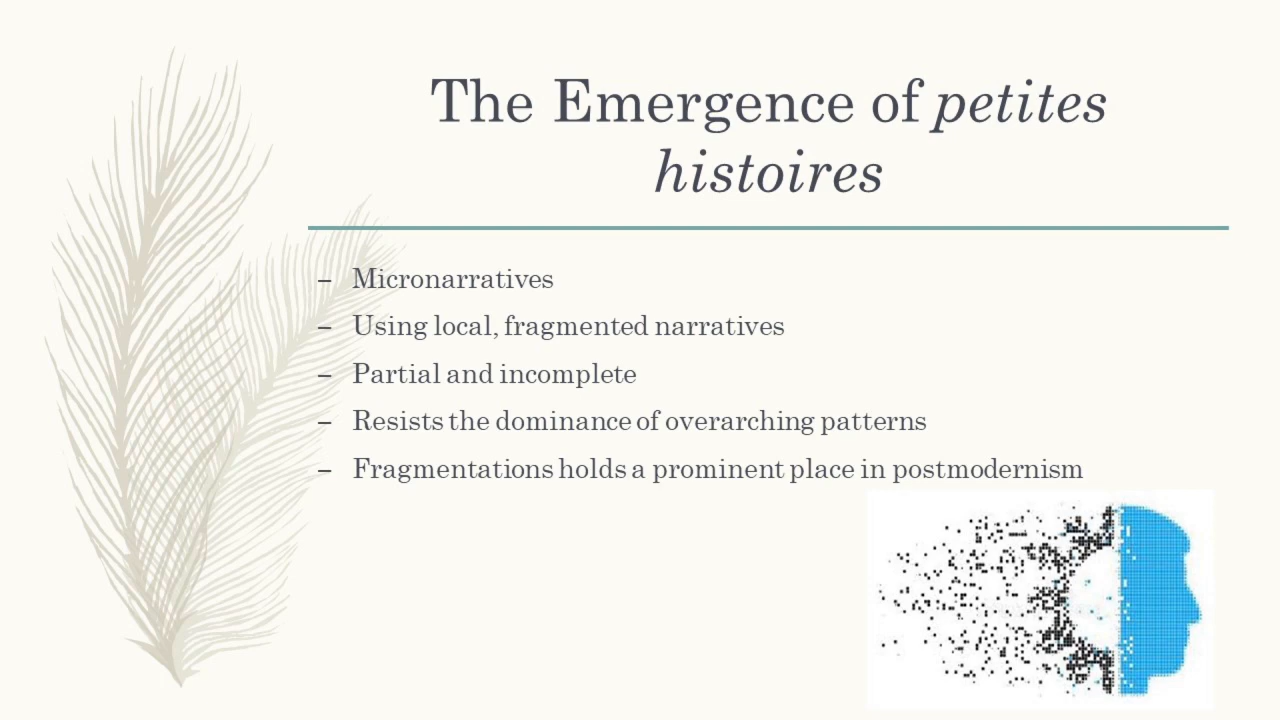 The Emergence of petites
histoires
– Micronarratives
– Using local, fragmented narratives
– Partial and incomplete
– Resists the dominance of overarching patterns
– Fragmentations holds a prominent place in postmodernism